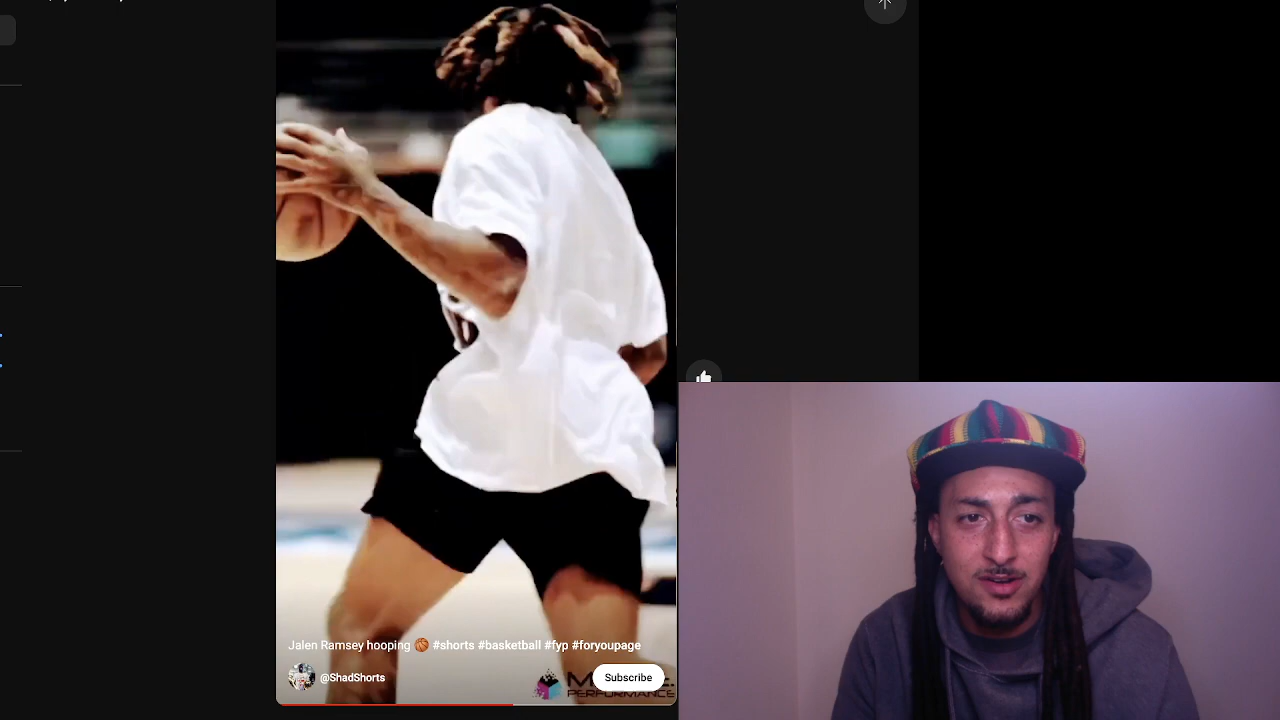 Jalen Ramsey hooping 🏀 #shorts #basketball #fyp #foryoupage
@ShadShorts
Subscribe
PERFORMANCE